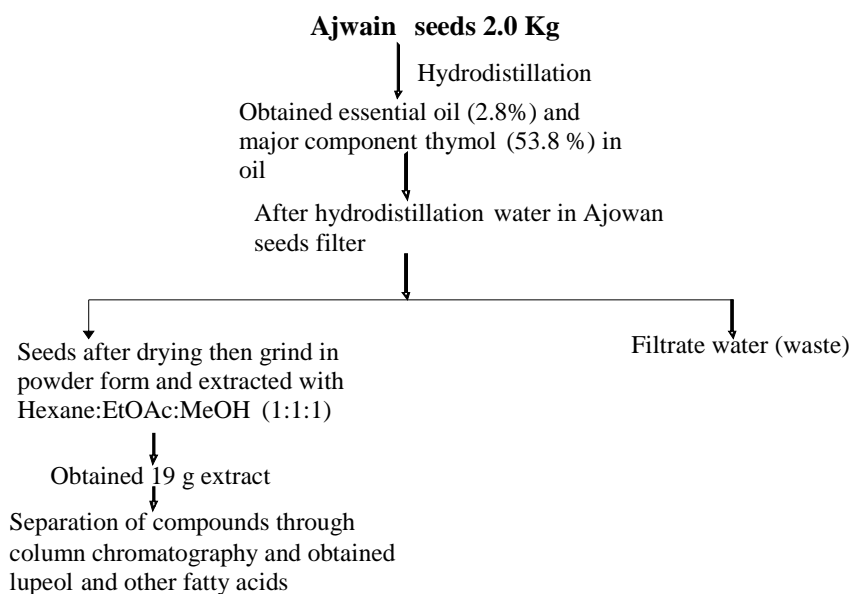 Ajwain seeds 2.0 Kg
Hydrodistillation
Obtained essential oil (2.8%) and
major component thymol (53.8 %) in
oil
After hydrodistillation water in Ajowan
seeds filter
Seeds after drying then grind in
powder form and extracted with
Hexane:EtOAc:MeOH (1:1:1)
Filtrate water (waste)
Obtained 19 g extract
Separation of compounds through
column chromatography and obtained
lupeol and other fatty acids